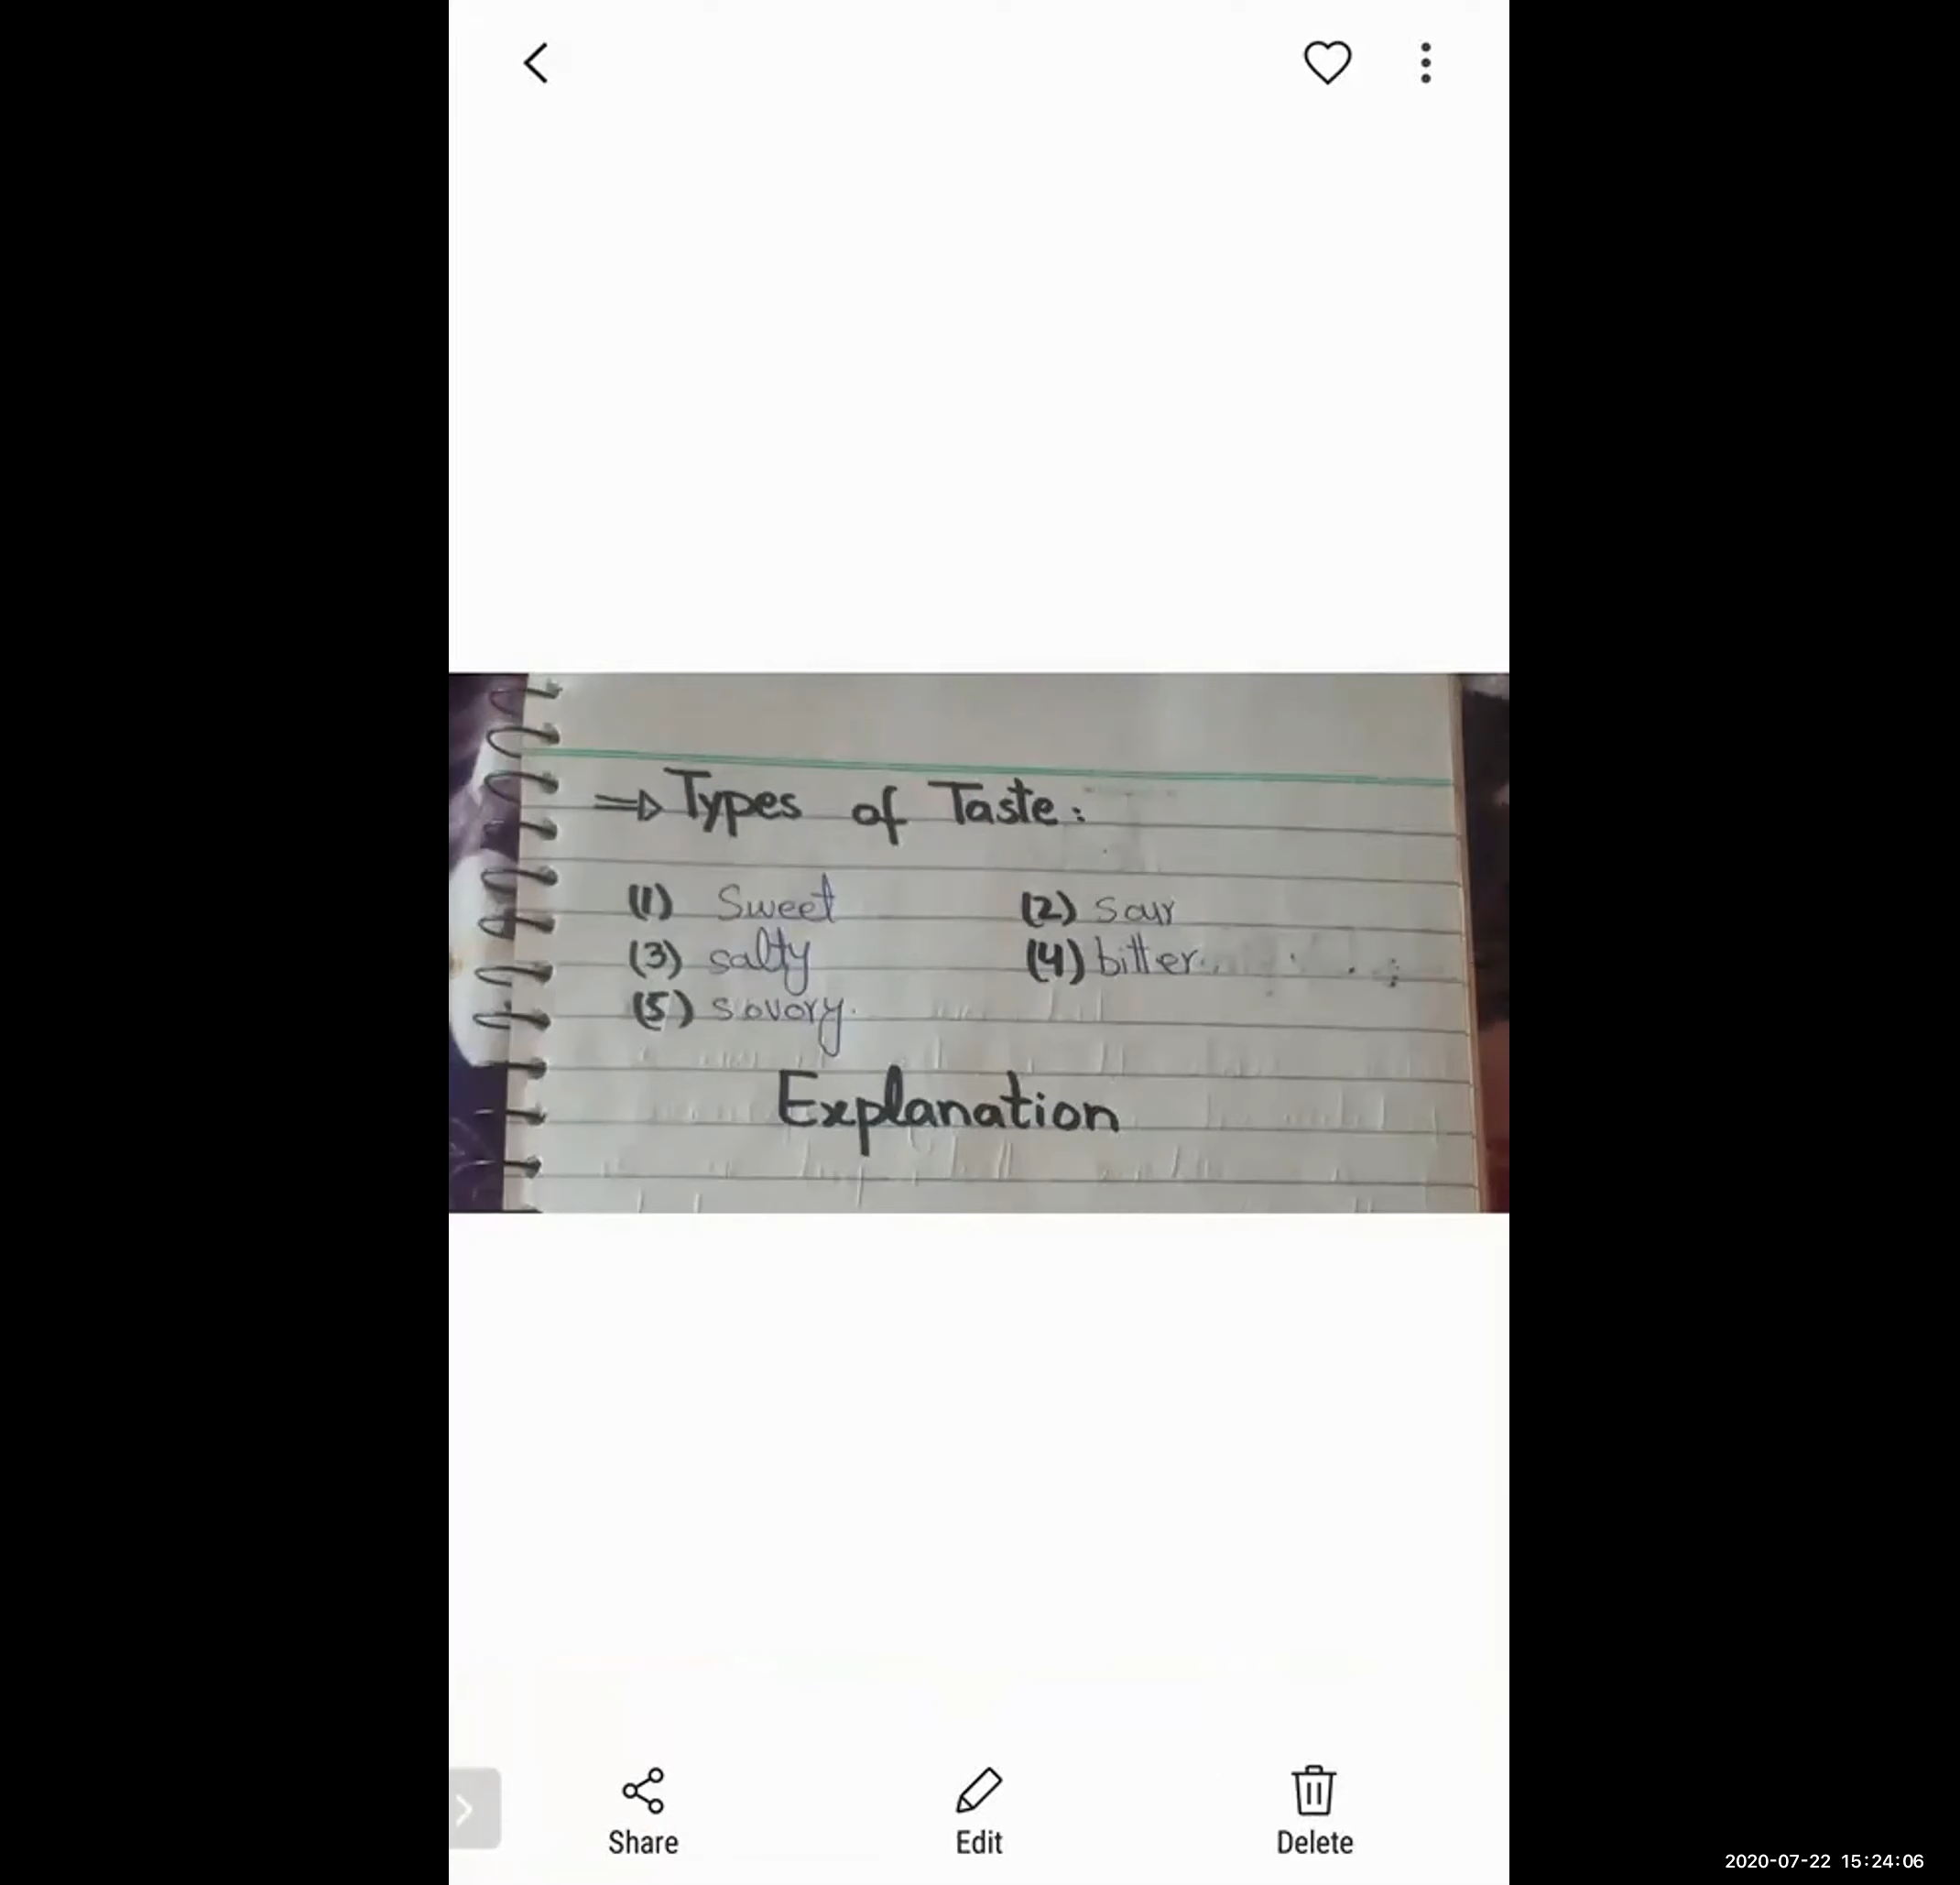 ⇒ Types of Taste:
(1) Sweet (2) Sour
(3) salty (4) bitter.
(5) savory.
Explanation
Share Edit Delete
2020-07-22 15:24:06